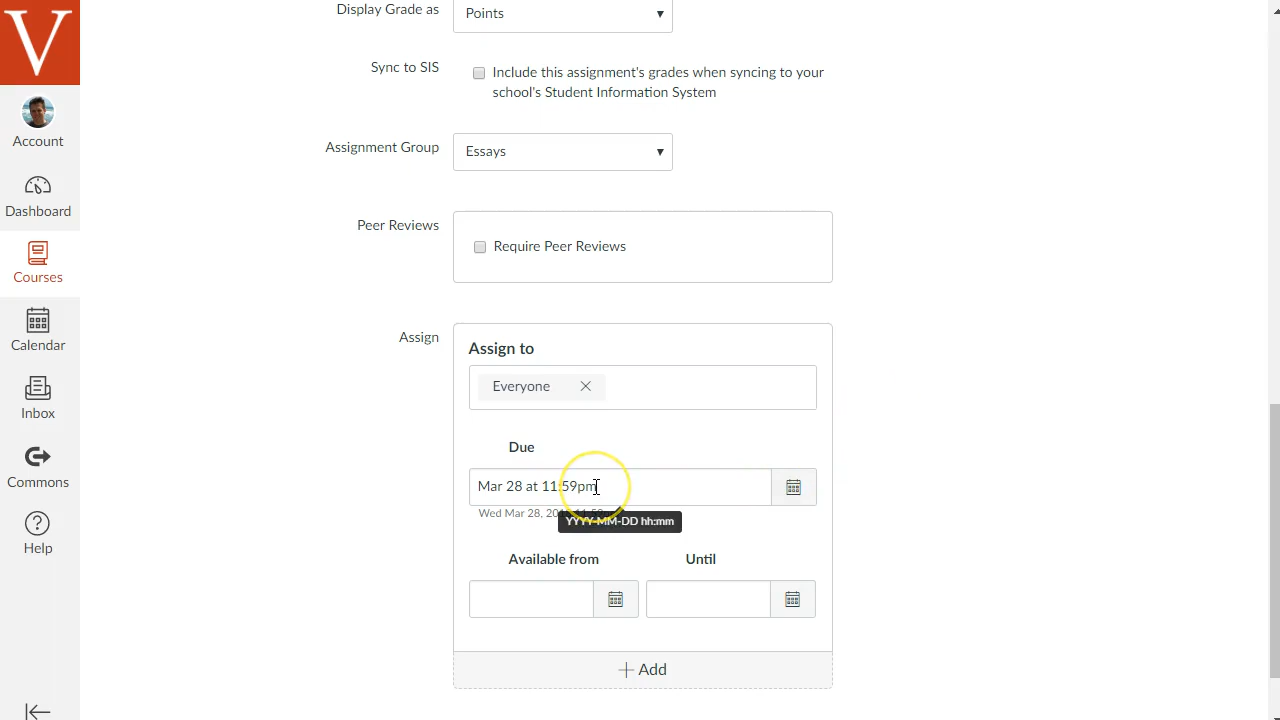 V
Account
Dashboard
Courses
Calendar
Inbox
Commons
Help
Display Grade as
Points
Sync to SIS
Include this assignment's grades when syncing to your
school's Student Information System
Assignment Group
Essays
Peer Reviews
Require Peer Reviews
Assign
Assign to
Everyone
Due
Mar 28 at 11:59pm
Wed Mar 28,
YYYY-MM-DD hh:mm
Available from
Until
Add